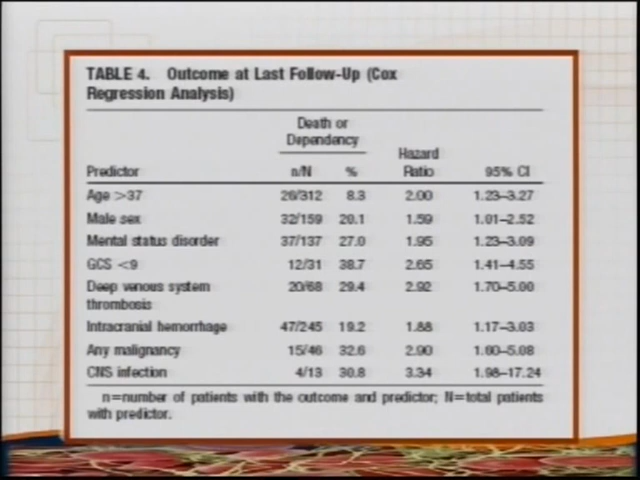 TABLE 4. Outcome at Last Follow-Up (Cox
Regression Analysis)
Death or
Dependency
Hazard
Predictor n/N % Ratio 95% CI
Age >37 26/312 8.3 2.00 1.23–3.27
Male sex 32/159 20.1 1.59 1.01–2.52
Mental status disorder 37/137 27.0 1.95 1.23–3.09
GCS <9 12/31 38.7 2.65 1.41–4.55
Deep venous system 20/68 29.4 2.92 1.70–5.00
thrombosis
Intracranial hemorrhage 47/245 19.2 1.88 1.17–3.03
Any malignancy 15/46 32.6 2.90 1.60–5.08
CNS infection 4/13 30.8 3.34 1.98–17.24
n=number of patients with the outcome and predictor; N=total patients
with predictor.